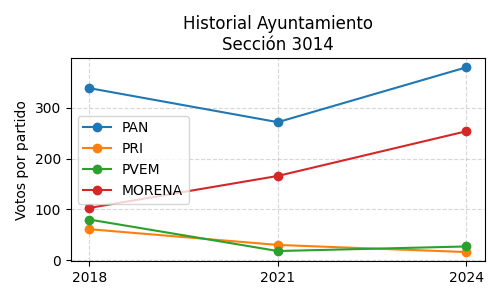 Historial Ayuntamiento
Sección 3014
Votos por partido
300
200
100
0
PAN
PRI
PVEM
MORENA
2018
2021
2024